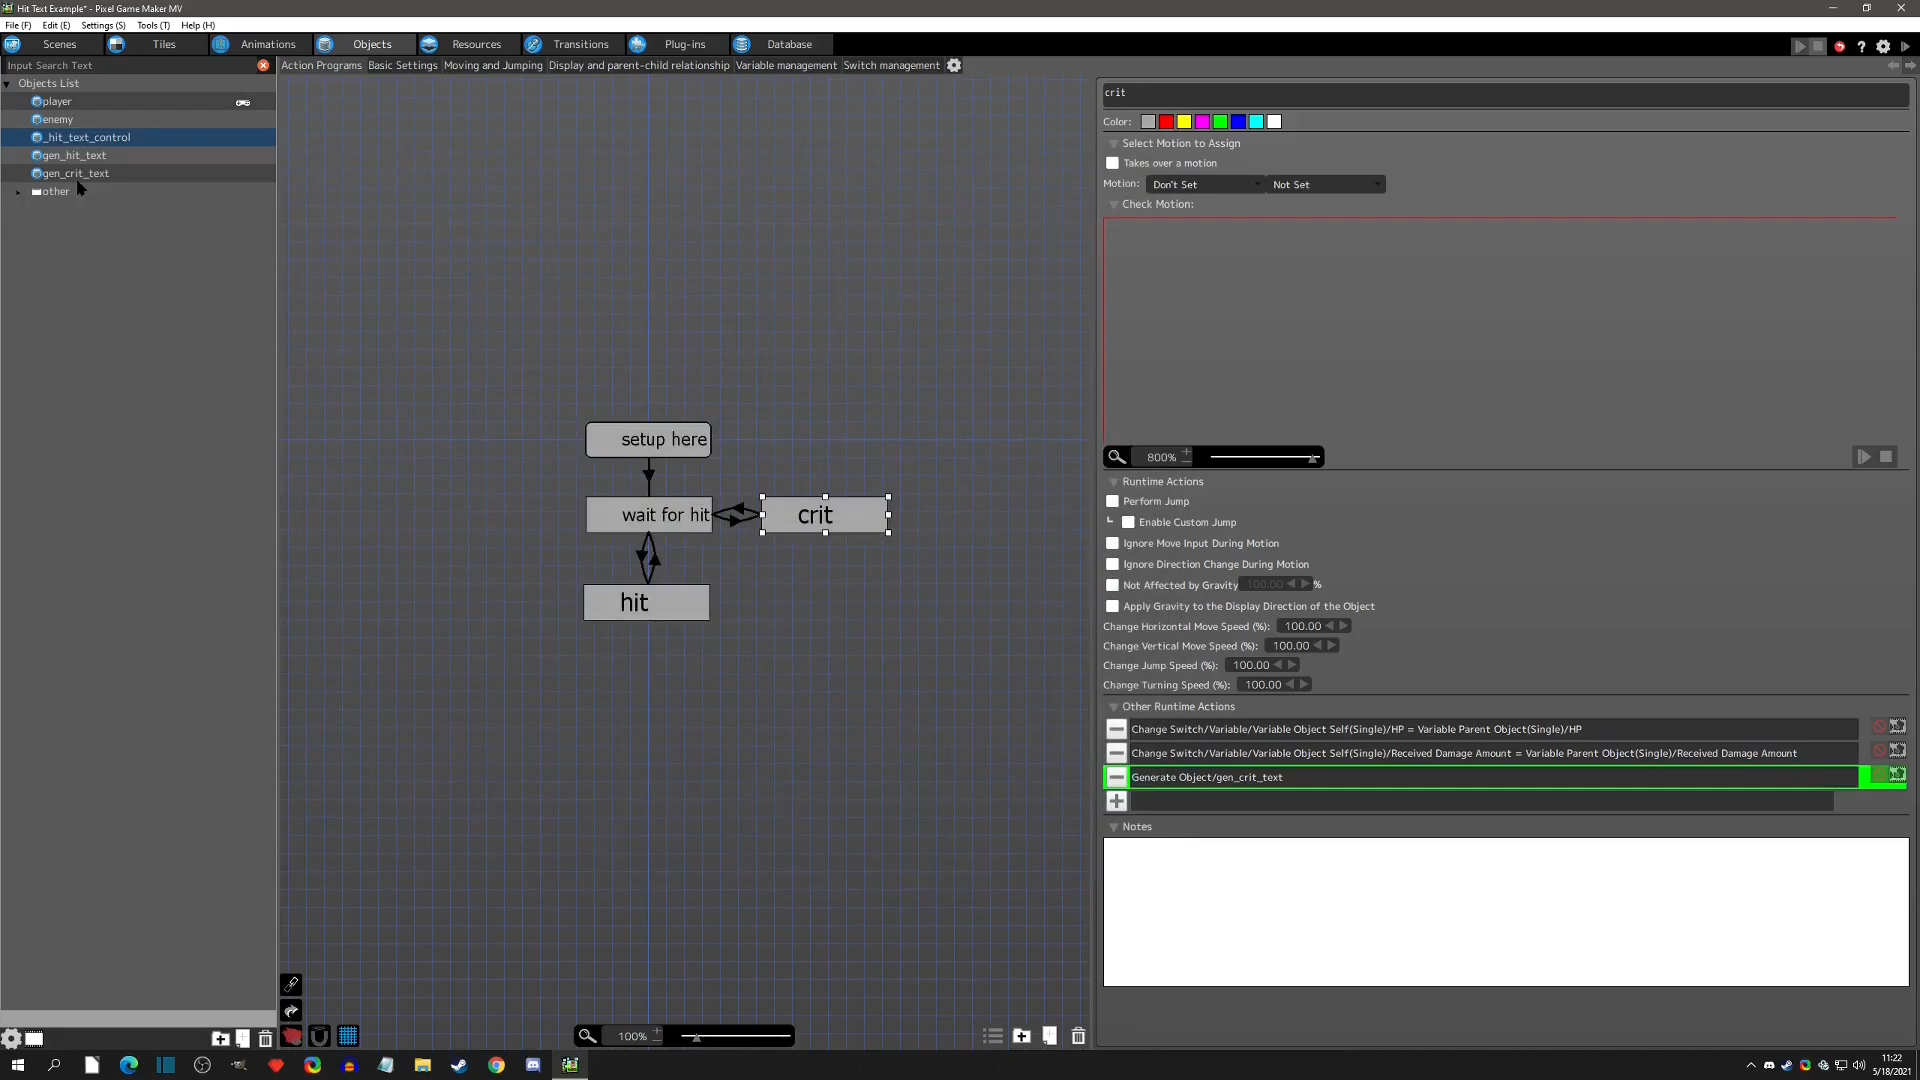 Hit Text Example* - Pixel Game Maker MV
File (F) Edit (E) Settings (S) Tools (T) Help (H)
Scenes Tiles Animations Objects Resources Transitions Plug-ins Database
Input Search Text
Action Programs Basic Settings Moving and Jumping Display and parent-child relationship Variable management Switch management
Objects List
player
enemy
_hit_text_control
gen_hit_text
gen_crit_text
other
setup here
wait for hit
crit
hit
100%
crit
Color:
Select Motion to Assign
Takes over a motion
Motion: Don't Set Not Set
Check Motion:
800%
Runtime Actions
Perform Jump
Enable Custom Jump
Ignore Move Input During Motion
Ignore Direction Change During Motion
Not Affected by Gravity 100.00 %
Apply Gravity to the Display Direction of the Object
Change Horizontal Move Speed (%): 100.00
Change Vertical Move Speed (%): 100.00
Change Jump Speed (%): 100.00
Change Turning Speed (%): 100.00
Other Runtime Actions
Change Switch/Variable/Variable Object Self(Single)/HP = Variable Parent Object(Single)/HP
Change Switch/Variable/Variable Object Self(Single)/Received Damage Amount = Variable Parent Object(Single)/Received Damage Amount
Generate Object/gen_crit_text
Notes
11:22
5/18/2021